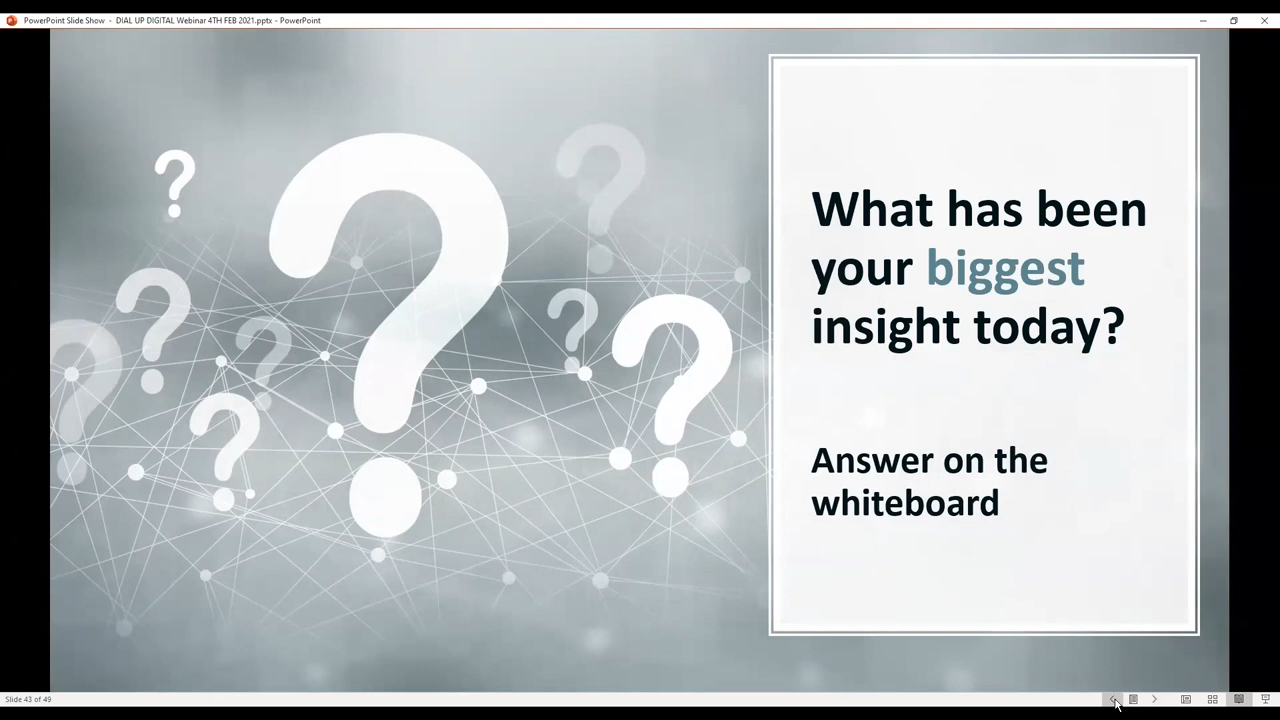 PowerPoint Slide Show - DIAL UP DIGITAL Webinar 4TH FEB 2021.pptx - PowerPoint
What has been
your biggest
insight today?
Answer on the
whiteboard
Slide 43 of 49